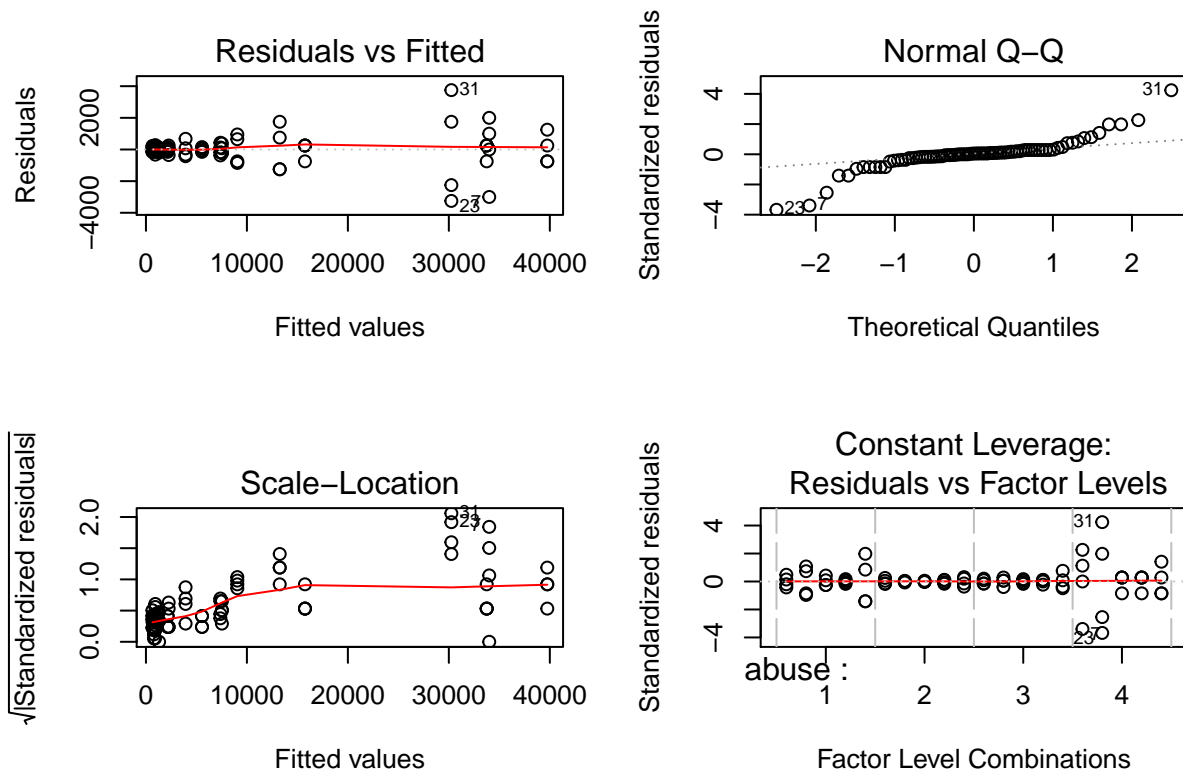 Residuals vs Fitted
Residuals
2000
−4000
31
23
7
0 10000 20000 30000 40000
Fitted values
Normal Q−Q
Standardized residuals
4
0
−4
31
23
7
−2 −1 0 1 2
Theoretical Quantiles
Scale−Location
√|Standardized residuals|
2.0
1.0
0.0
31
23
7
0 10000 20000 30000 40000
Fitted values
Constant Leverage:
Residuals vs Factor Levels
Standardized residuals
4
0
−4
31
23
7
abuse :
1 2 3 4
Factor Level Combinations